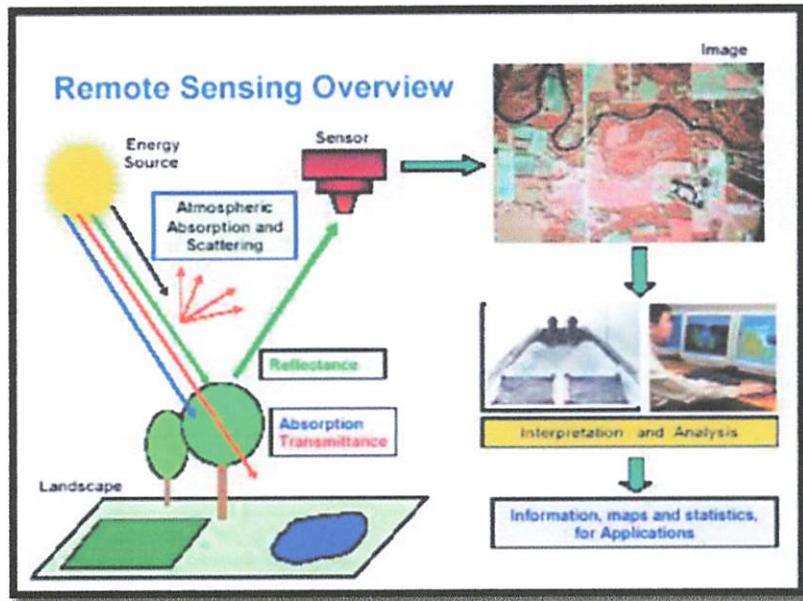 Remote Sensing Overview
Image
Energy
Source
Sensor
Atmospheric
Absorption and
Scattering
Reflectance
Absorption
Transmittance
Landscape
Interpretation and Analysis
Information, maps and statistics,
for Applications